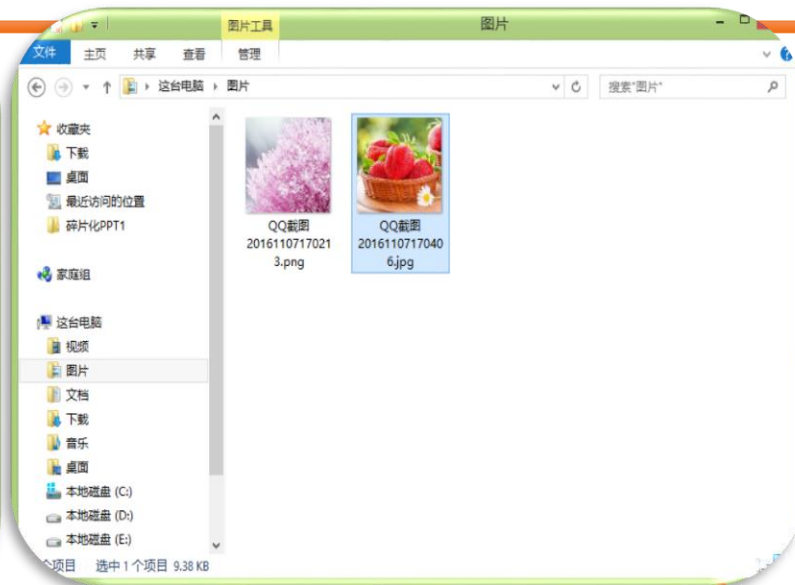 图片工具
图片
文件 主页 共享 查看 管理
这台电脑 图片
搜索"图片"
收藏夹
下载
桌面
最近访问的位置
碎片化PPT1
家庭组
这台电脑
视频
图片
文档
下载
音乐
桌面
本地磁盘 (C:)
本地磁盘 (D:)
本地磁盘 (E:)
QQ截图
2016110717021
3.png
QQ截图
2016110717040
6.jpg
个项目 选中 1 个项目 9.38 KB